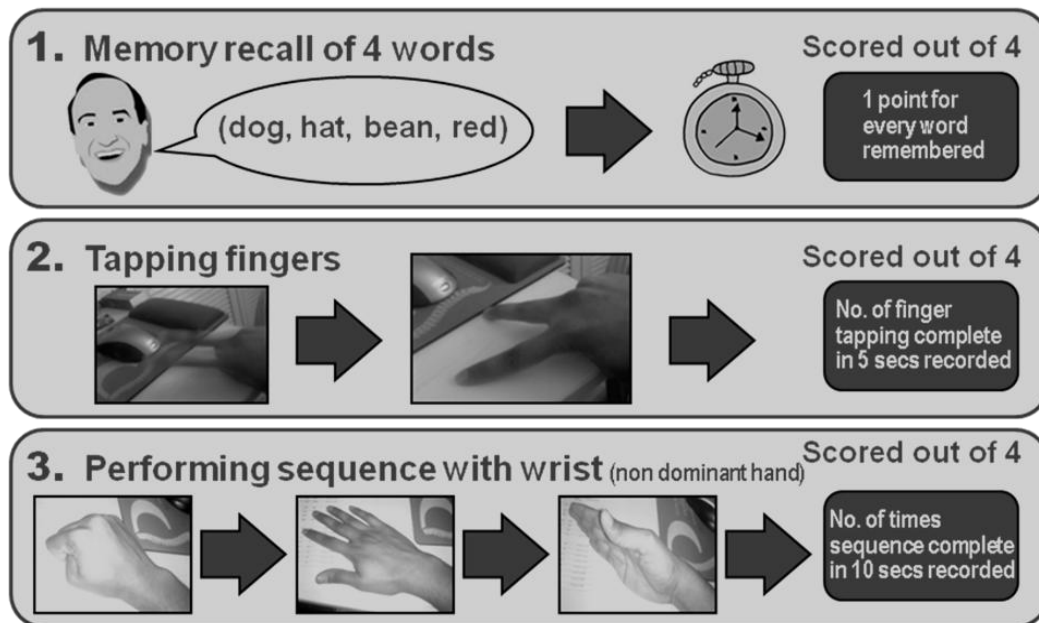 1. Memory recall of 4 words
Scored out of 4
(dog, hat, bean, red)
1 point for
every word
remembered
2. Tapping fingers
Scored out of 4
No. of finger
tapping complete
in 5 secs recorded
3. Performing sequence with wrist (non dominant hand)
Scored out of 4
No. of times
sequence complete
in 10 secs recorded